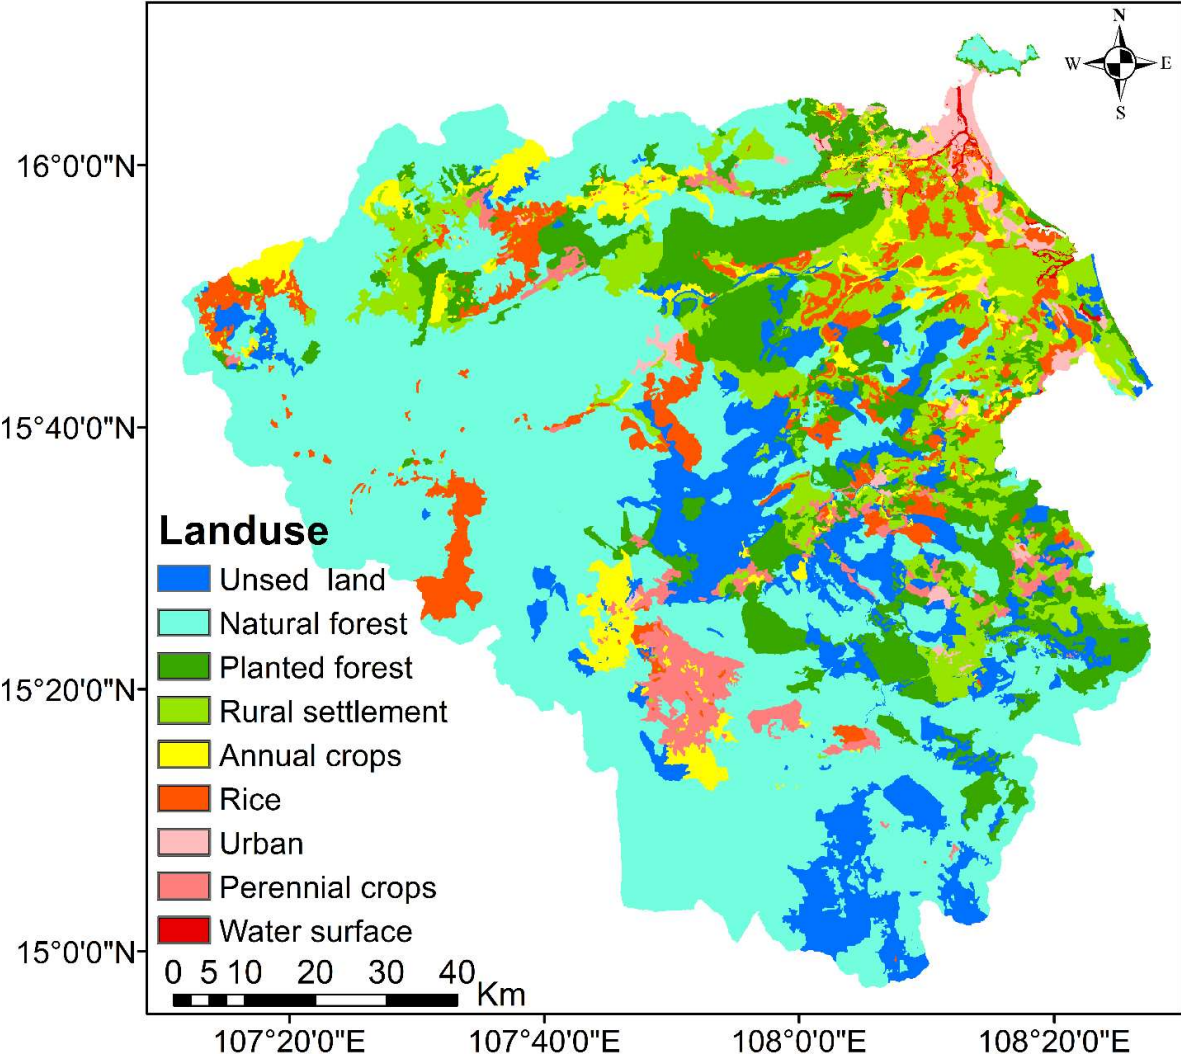 N
W E
S
16°0'0"N
15°40'0"N
15°20'0"N
15°0'0"N
Landuse
Unsed land
Natural forest
Planted forest
Rural settlement
Annual crops
Rice
Urban
Perennial crops
Water surface
0 5 10 20 30 40
Km
107°20'0"E 107°40'0"E 108°0'0"E 108°20'0"E